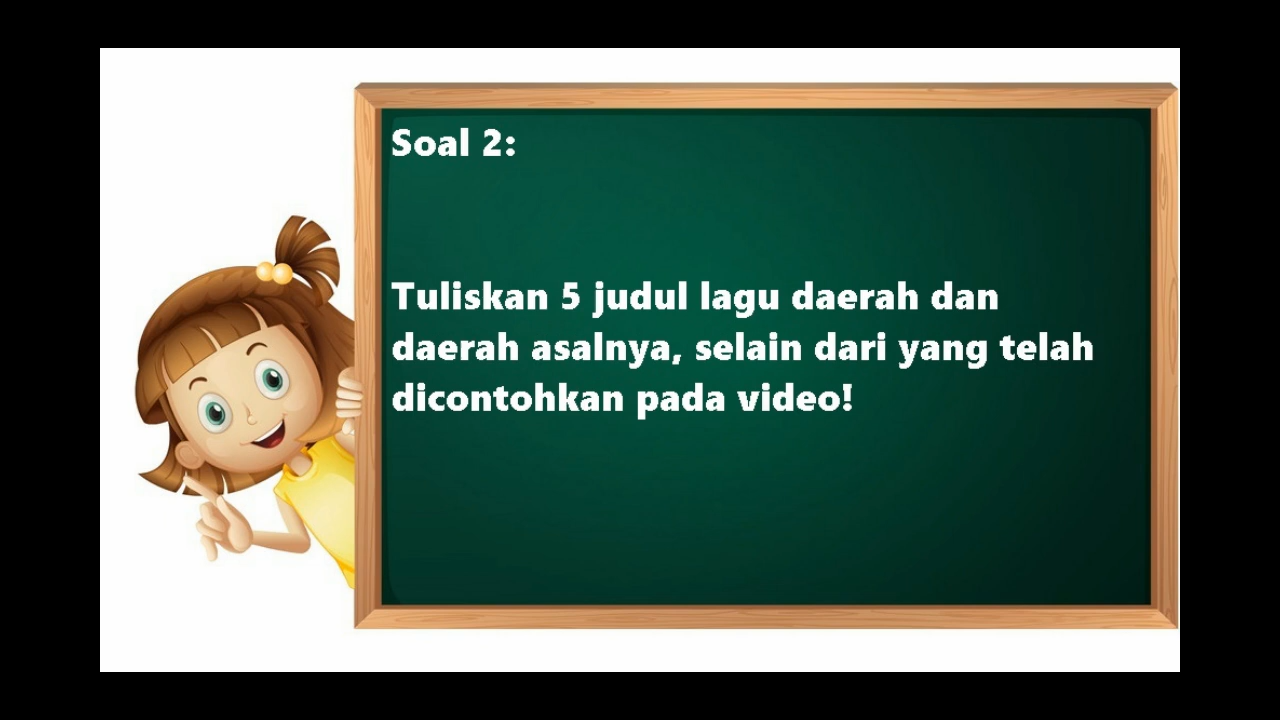 Soal 2:
Tuliskan 5 judul lagu daerah dan
daerah asalnya, selain dari yang telah
dicontohkan pada video!